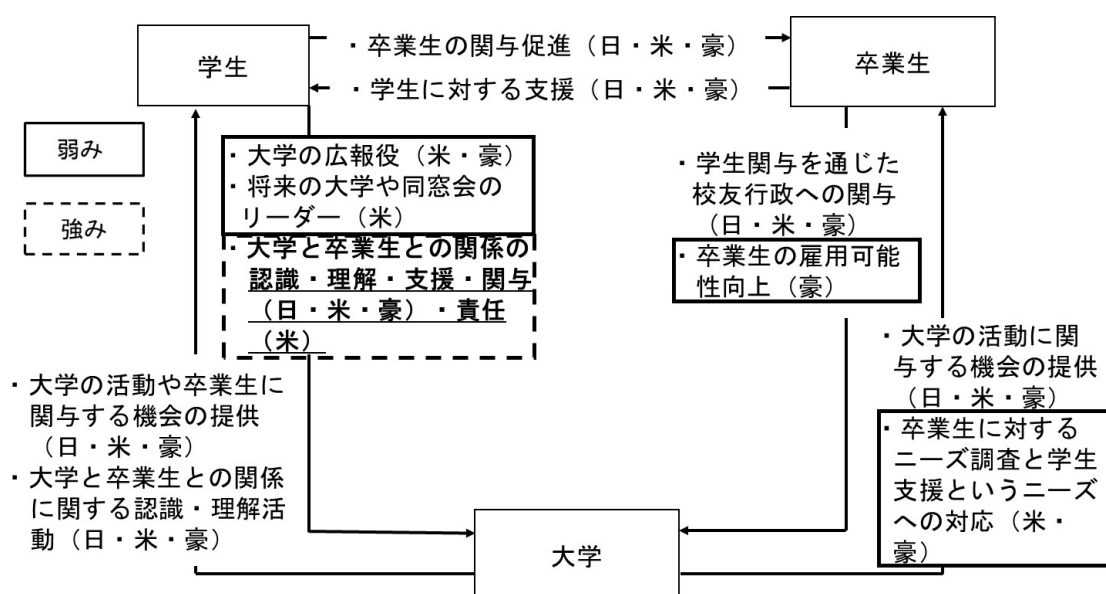 学生
・卒業生の関与促進（日・米・豪）
・学生に対する支援（日・米・豪）
卒業生
弱み
強み
・大学の広報役（米・豪）
・将来の大学や同窓会の
リーダー（米）
・大学と卒業生との関係の
認識・理解・支援・関与
（日・米・豪）・責任
（米）
・学生関与を通じた
校友行政への関与
（日・米・豪）
・卒業生の雇用可能
性向上（豪）
・大学の活動に関
与する機会の提供
（日・米・豪）
・卒業生に対する
ニーズ調査と学生
支援というニーズ
への対応（米・
豪）
・大学の活動や卒業生に
関与する機会の提供
（日・米・豪）
・大学と卒業生との関係
に関する認識・理解活
動（日・米・豪）
大学